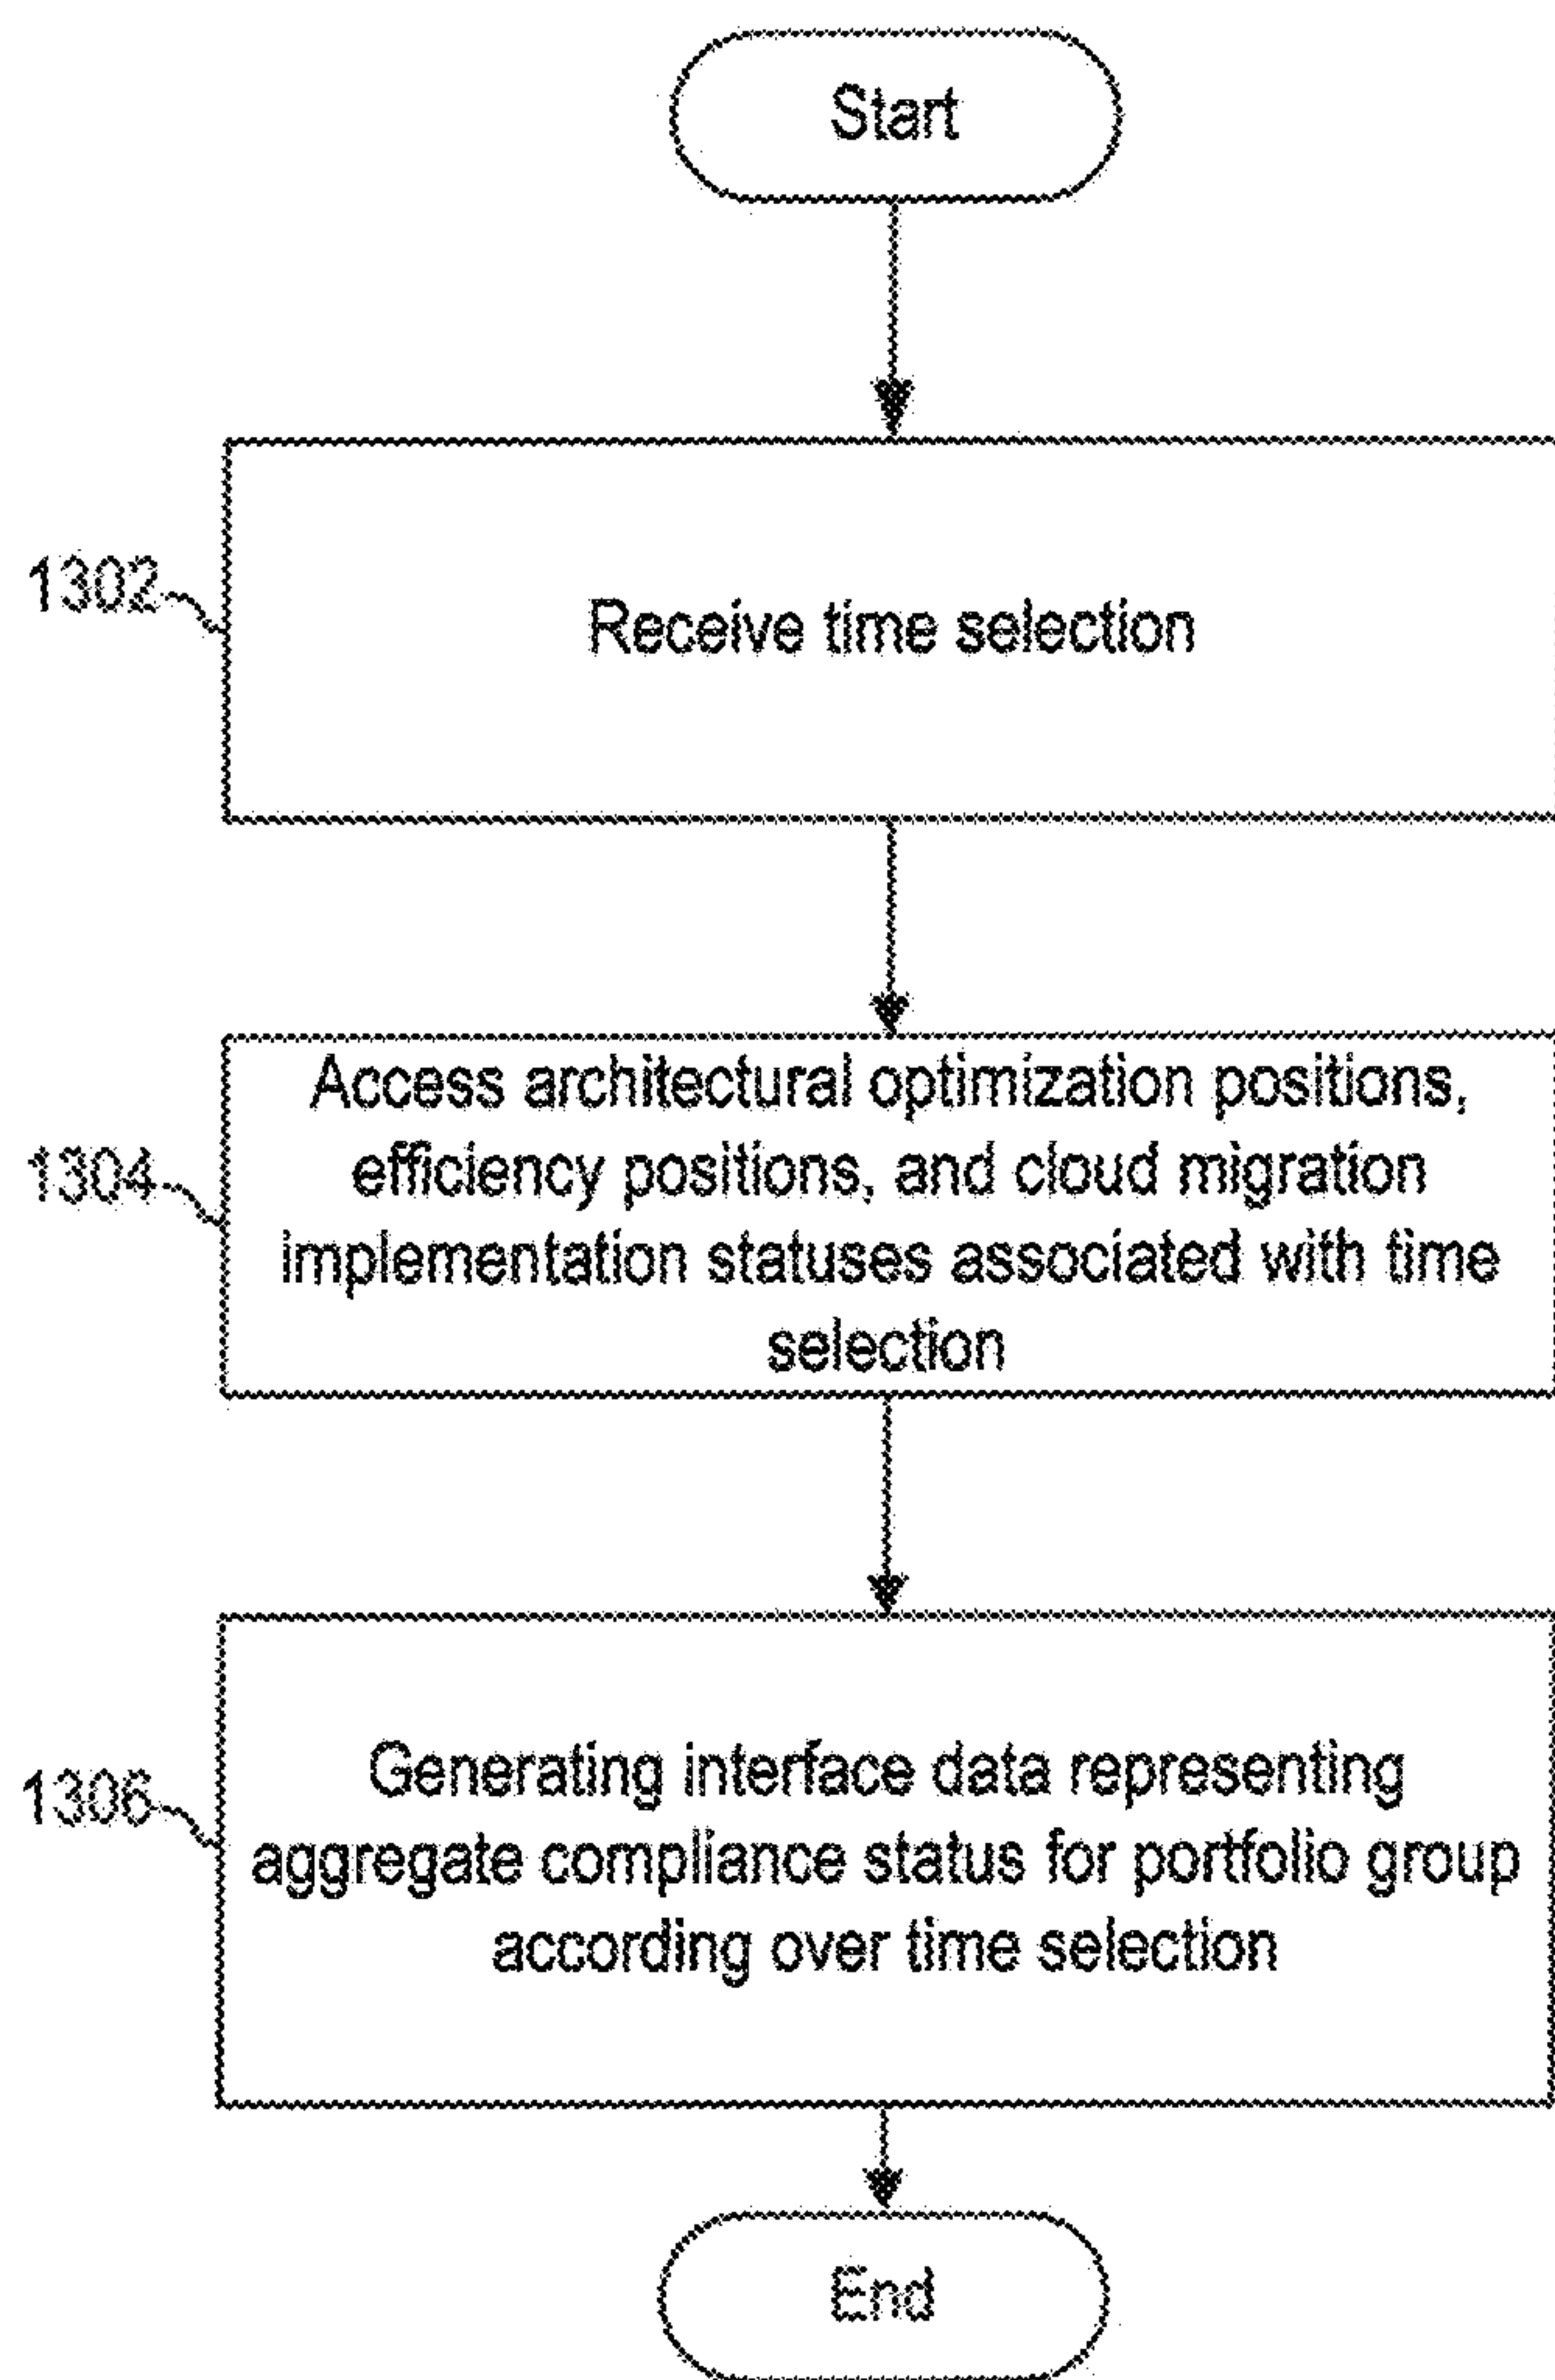 Start
1302
Receive time selection
1304
Access architectural optimization positions,
efficiency positions, and cloud migration
implementation statuses associated with time
selection
1306
Generating interface data representing
aggregate compliance status for portfolio group
according over time selection
End